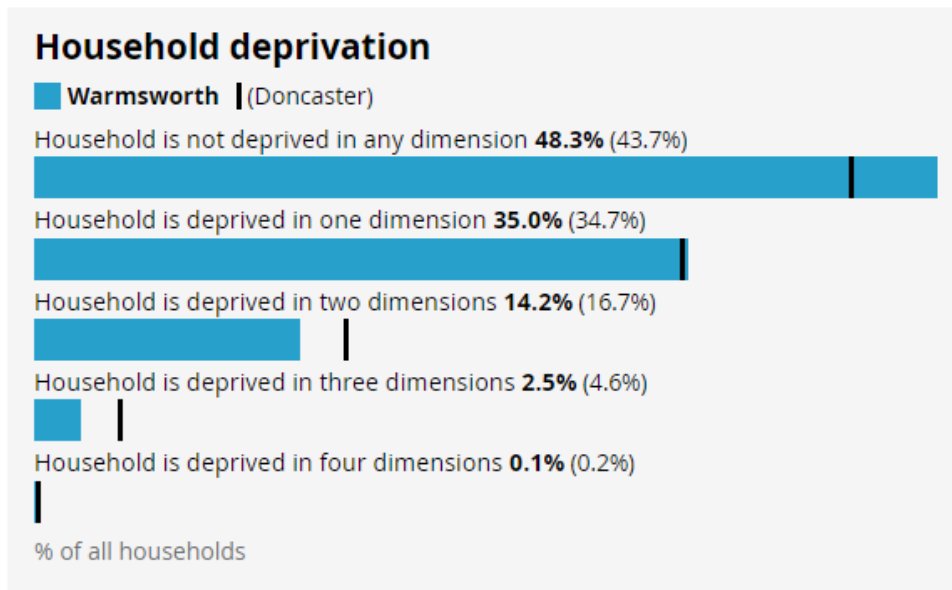 Household deprivation
Warmsworth (Doncaster)
Household is not deprived in any dimension 48.3% (43.7%)
Household is deprived in one dimension 35.0% (34.7%)
Household is deprived in two dimensions 14.2% (16.7%)
Household is deprived in three dimensions 2.5% (4.6%)
Household is deprived in four dimensions 0.1% (0.2%)
% of all households